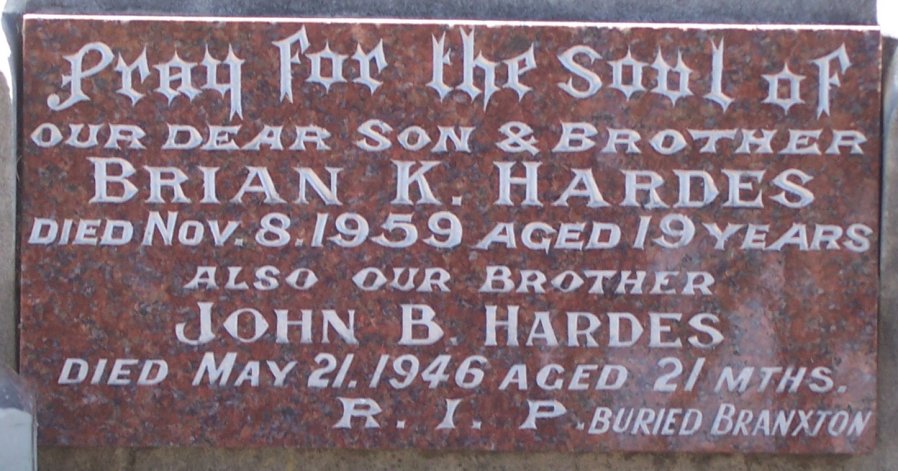 Pray for the Soul of
OUR DEAR SON & BROTHER
BRIAN K. HARDES
DIED NOV. 8. 1959 AGED 19 YEARS
ALSO OUR BROTHER
JOHN B. HARDES
DIED MAY 21. 1946 AGED 21 MTHS.
R. I. P. BURIED BRANXTON